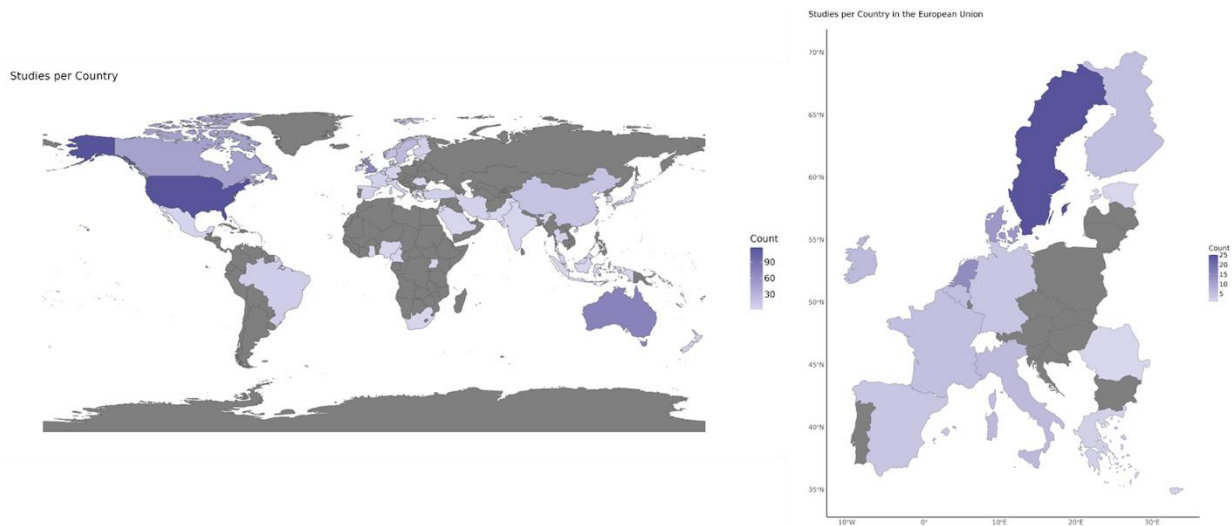 Studies per Country
Count
90
60
30
Studies per Country in the European Union
70°N
65°N
60°N
55°N
50°N
45°N
40°N
35°N
10°W
0°
10°E
20°E
30°E
Count
25
20
15
10
5